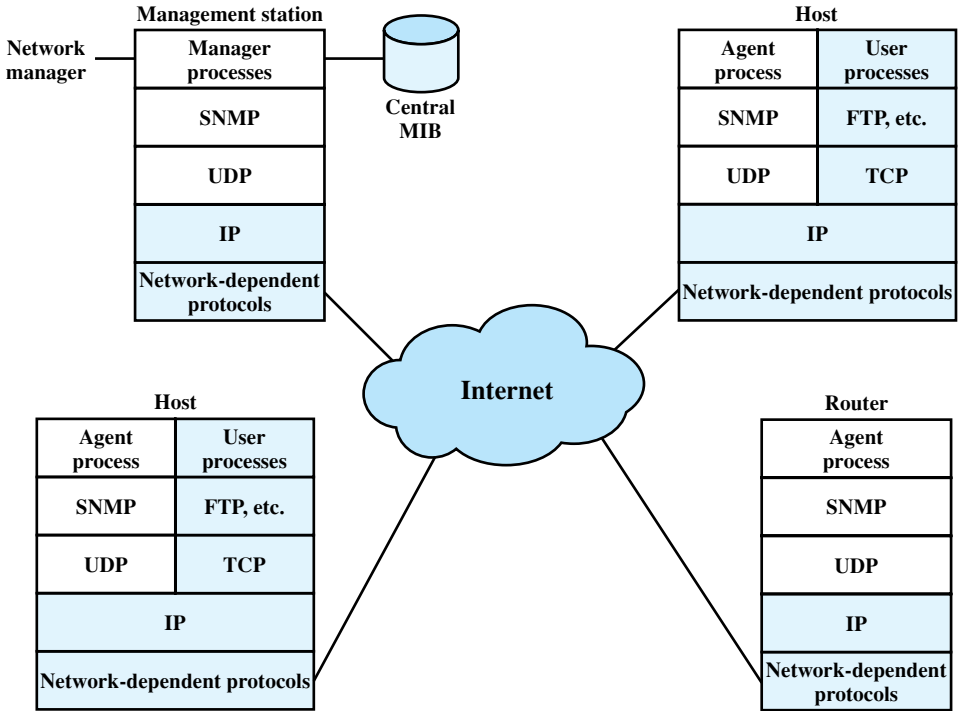 Management station
Network
manager
Manager
processes
SNMP
UDP
IP
Network-dependent
protocols
Central
MIB
Host
Agent
process
User
processes
SNMP
FTP, etc.
UDP
TCP
IP
Network-dependent protocols
Internet
Host
Agent
process
User
processes
SNMP
FTP, etc.
UDP
TCP
IP
Network-dependent protocols
Router
Agent
process
SNMP
UDP
IP
Network-dependent
protocols